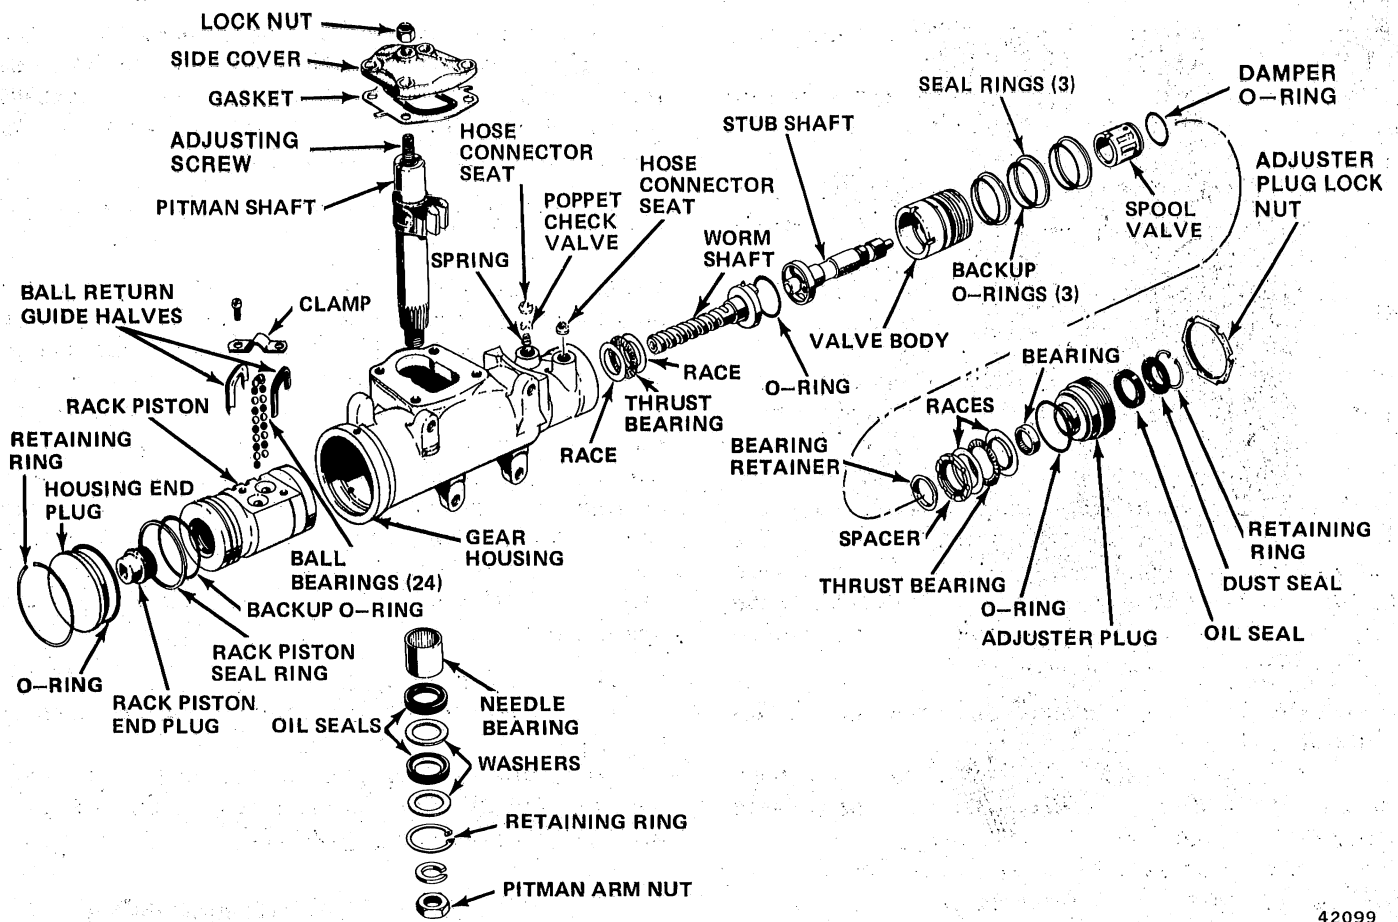 LOCK NUT
SIDE COVER
GASKET
ADJUSTING
SCREW
PITMAN SHAFT
HOSE
CONNECTOR
SEAT
POPPET
CHECK
VALVE
SPRING
HOSE
CONNECTOR
SEAT
WORM
SHAFT
STUB SHAFT
SEAL RINGS (3)
DAMPER
O-RING
ADJUSTER
PLUG LOCK
NUT
SPOOL
VALVE
BACKUP
O-RINGS (3)
VALVE BODY
O-RING
RACE
THRUST
BEARING
RACE
BALL RETURN
GUIDE HALVES
CLAMP
RACK PISTON
RETAINING
RING
HOUSING END
PLUG
BALL
BEARINGS (24)
BACKUP O-RING
RACK PISTON
SEAL RING
O-RING
RACK PISTON
END PLUG
GEAR
HOUSING
BEARING
RACES
BEARING
RETAINER
SPACER
THRUST BEARING
O-RING
ADJUSTER PLUG
RETAINING
RING
DUST SEAL
OIL SEAL
OIL SEALS
NEEDLE
BEARING
WASHERS
RETAINING RING
PITMAN ARM NUT
42099